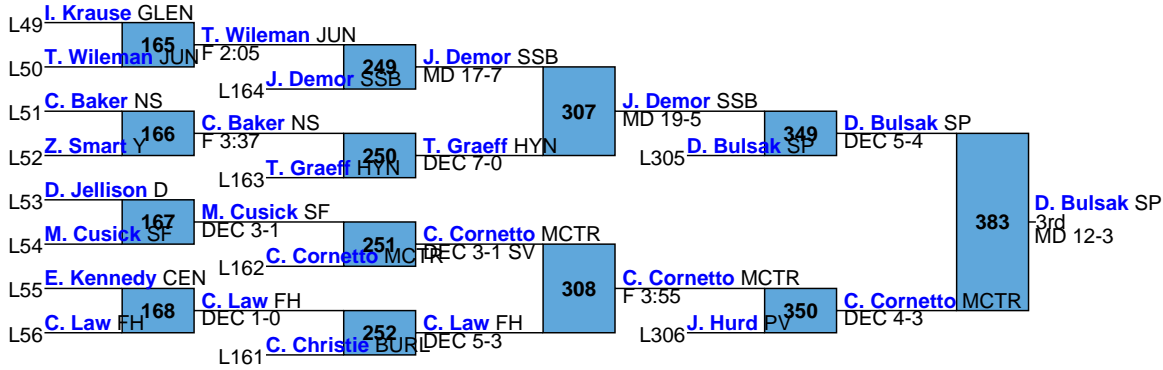 L49 I. Krause GLEN
165
L50 T. Wileman JUN
T. Wileman JUN
F 2:05
249
L164 J. Demor SSB
J. Demor SSB
MD 17-7
L51 C. Baker NS
166
L52 Z. Smart Y
C. Baker NS
F 3:37
250
L163 T. Graeff HYN
T. Graeff HYN
DEC 7-0
307
J. Demor SSB
MD 19-5
349
L305 D. Bulsak SP
D. Bulsak SP
DEC 5-4
L53 D. Jellison D
167
L54 M. Cusick SF
M. Cusick SF
DEC 3-1
251
L162 C. Cornetto MCTR
C. Cornetto MCTR
DEC 3-1 SV
L55 E. Kennedy CEN
168
L56 C. Law FH
C. Law FH
DEC 1-0
252
L161 C. Christie BURL
C. Law FH
DEC 5-3
308
C. Cornetto MCTR
F 3:55
350
L306 J. Hurd PV
C. Cornetto MCTR
DEC 4-3
383
D. Bulsak SP
3rd
MD 12-3